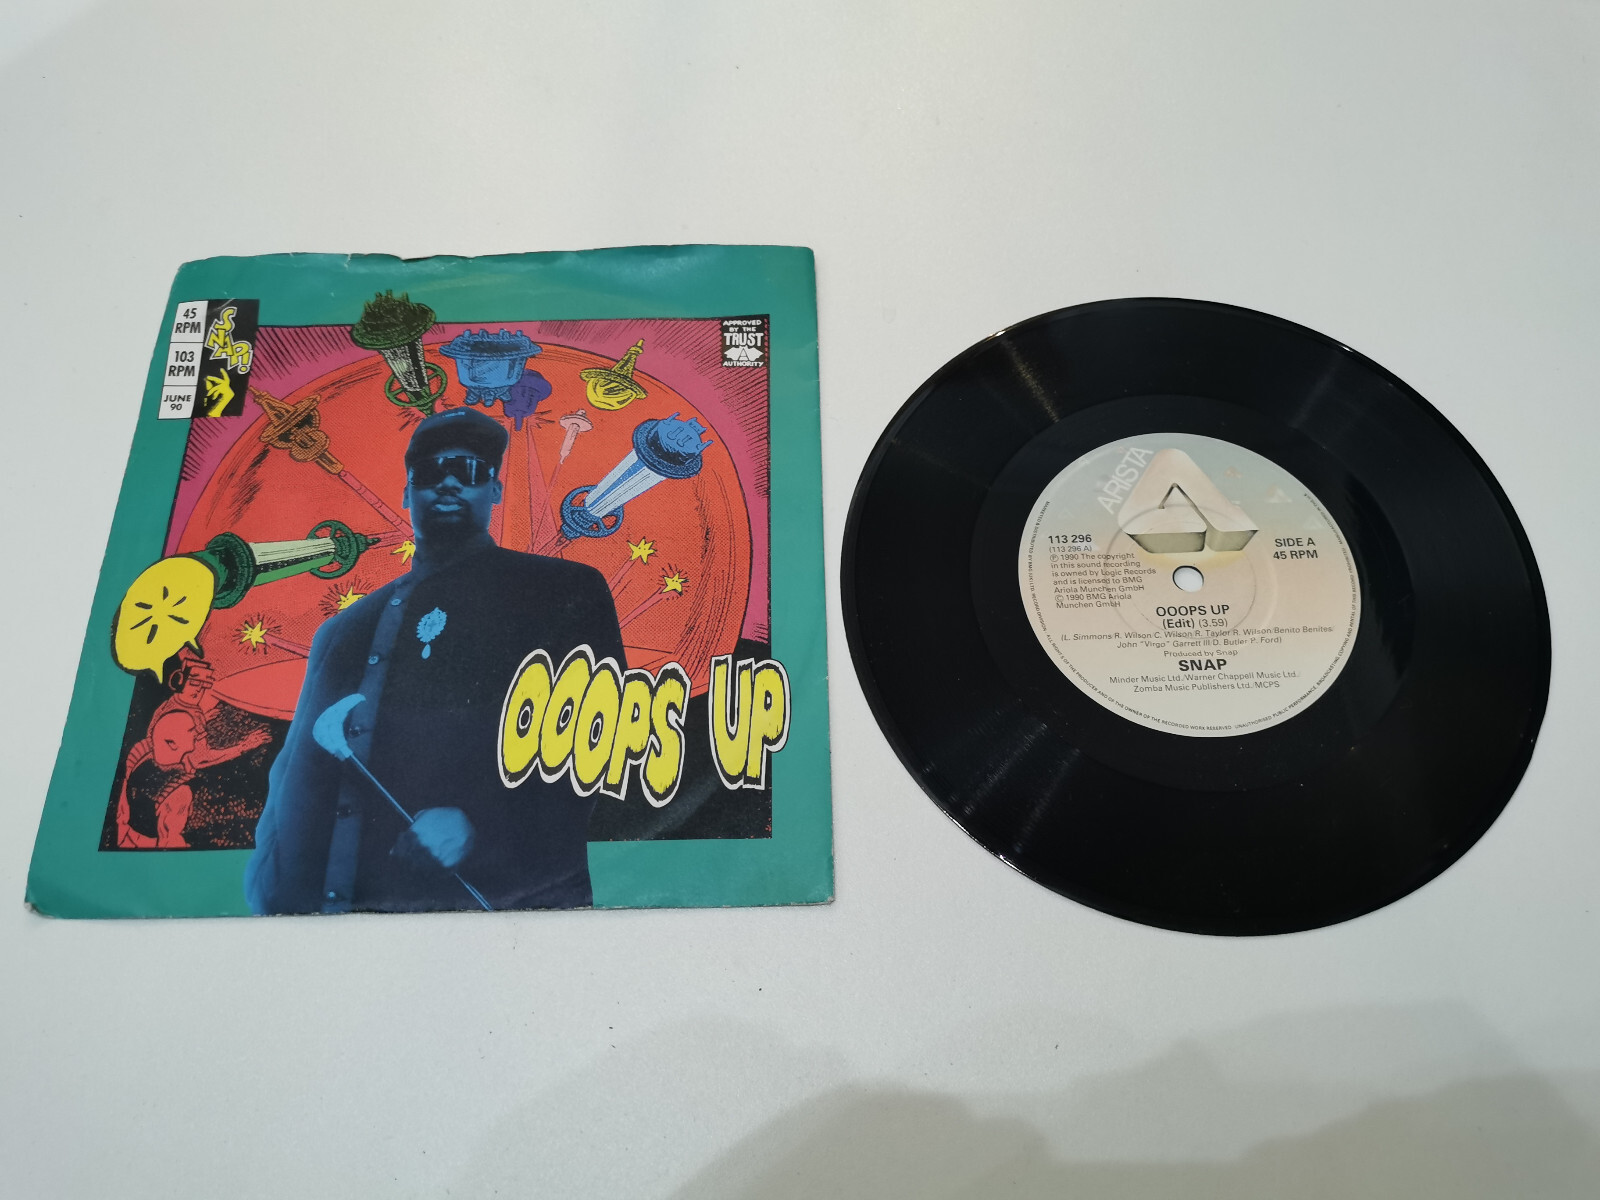 45
RPM
103
RPM
JUNE
90
SNAP!
APPROVED
BY THE
TRUST
AUTHORITY
OOOPS UP
ARISTA
113 296
(113 296 A)
℗ 1990 The copyright
in this sound recording
is owned by Logic Records
and is licensed to BMG
Ariola Munchen GmbH
© 1990 BMG Ariola
Munchen GmbH
SIDE A
45 RPM
OOOPS UP
(Edit) (3.59)
(L. Simmons/R. Wilson/C. Wilson/R. Taylor/R. Wilson/Benito Benites/
John "Virgo" Garrett III/D. Butler/P. Ford)
Produced by Snap
SNAP
Minder Music Ltd./Warner Chappell Music Ltd./
Zomba Music Publishers Ltd./MCPS